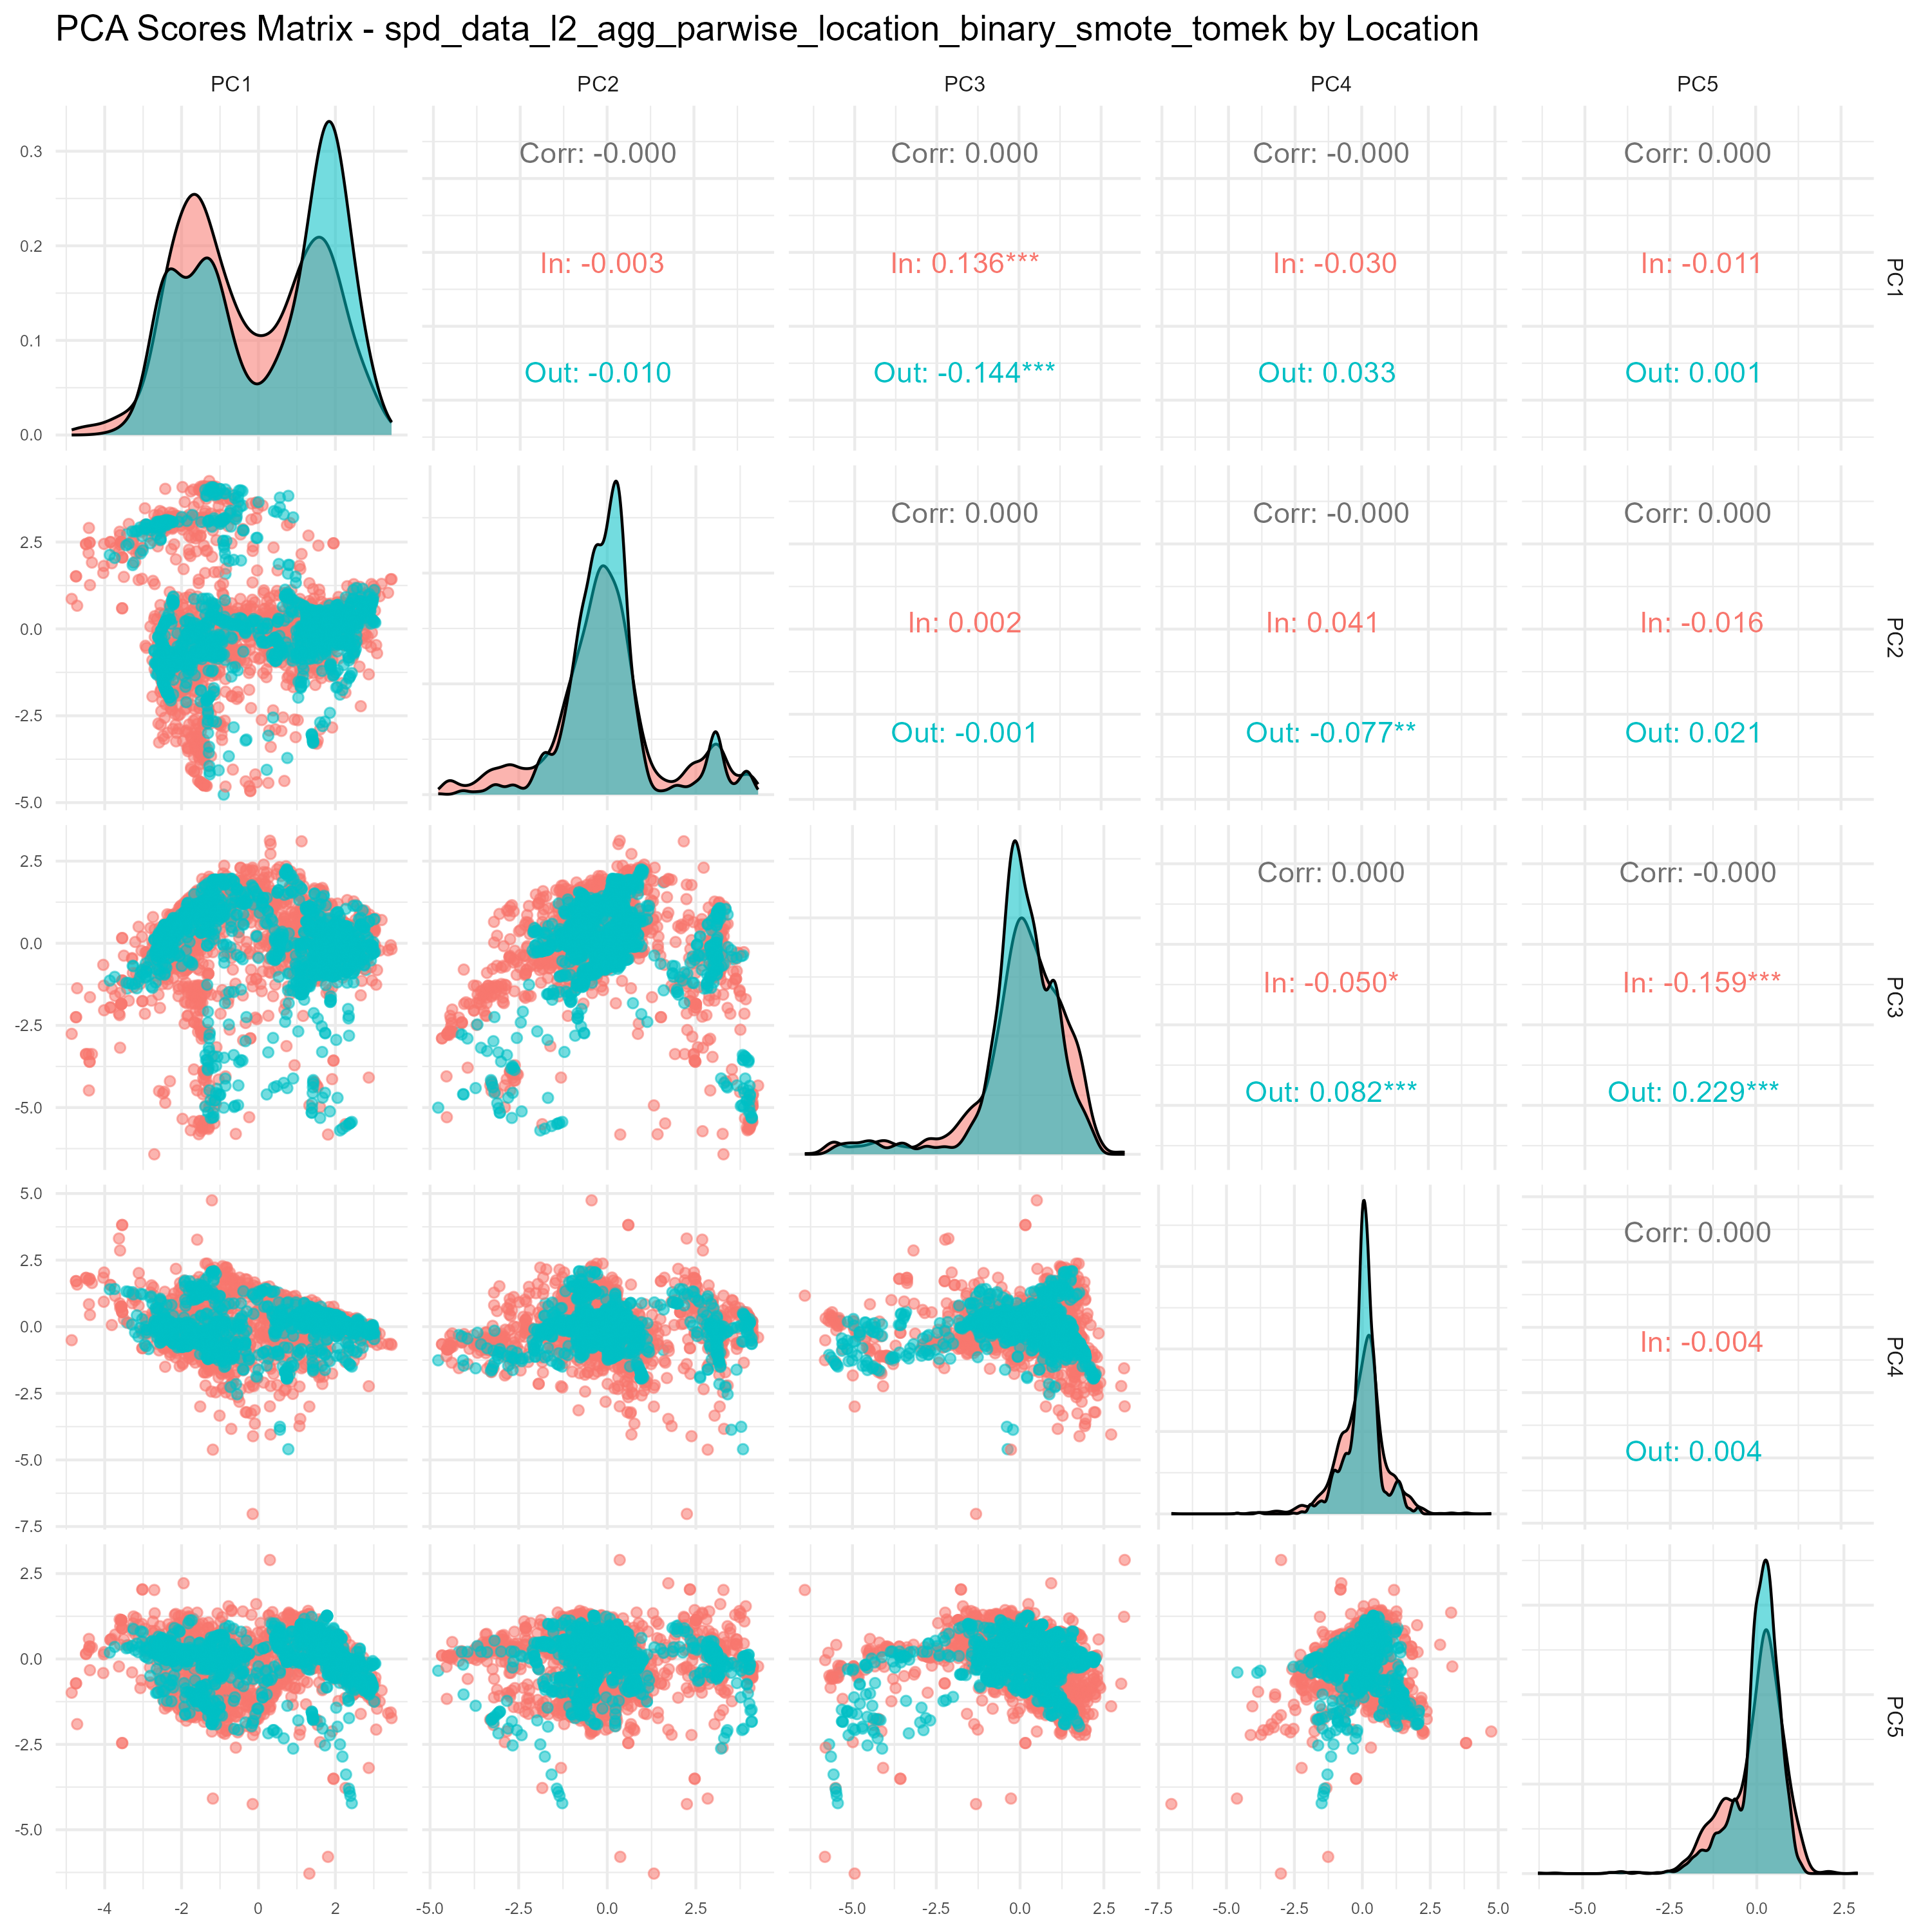 PCA Scores Matrix - spd_data_l2_agg_parwise_location_binary_smote_tomek by Location
PC1 PC2 PC3 PC4 PC5
0.3
0.2
0.1
0.0
Corr: -0.000
In: -0.003
Out: -0.010
Corr: 0.000
In: 0.136***
Out: -0.144***
Corr: -0.000
In: -0.030
Out: 0.033
Corr: 0.000
In: -0.011
Out: 0.001
PC1
2.5
0.0
-2.5
-5.0
Corr: 0.000
In: 0.002
Out: -0.001
Corr: -0.000
In: 0.041
Out: -0.077**
Corr: 0.000
In: -0.016
Out: 0.021
PC2
2.5
0.0
-2.5
-5.0
Corr: 0.000
In: -0.050*
Out: 0.082***
Corr: -0.000
In: -0.159***
Out: 0.229***
PC3
5.0
2.5
0.0
-2.5
-5.0
-7.5
Corr: 0.000
In: -0.004
Out: 0.004
PC4
2.5
0.0
-2.5
-5.0
PC5
-4 -2 0 2 -5.0 -2.5 0.0 2.5 -5.0 -2.5 0.0 2.5 -7.5 -5.0 -2.5 0.0 2.5 5.0 -5.0 -2.5 0.0 2.5